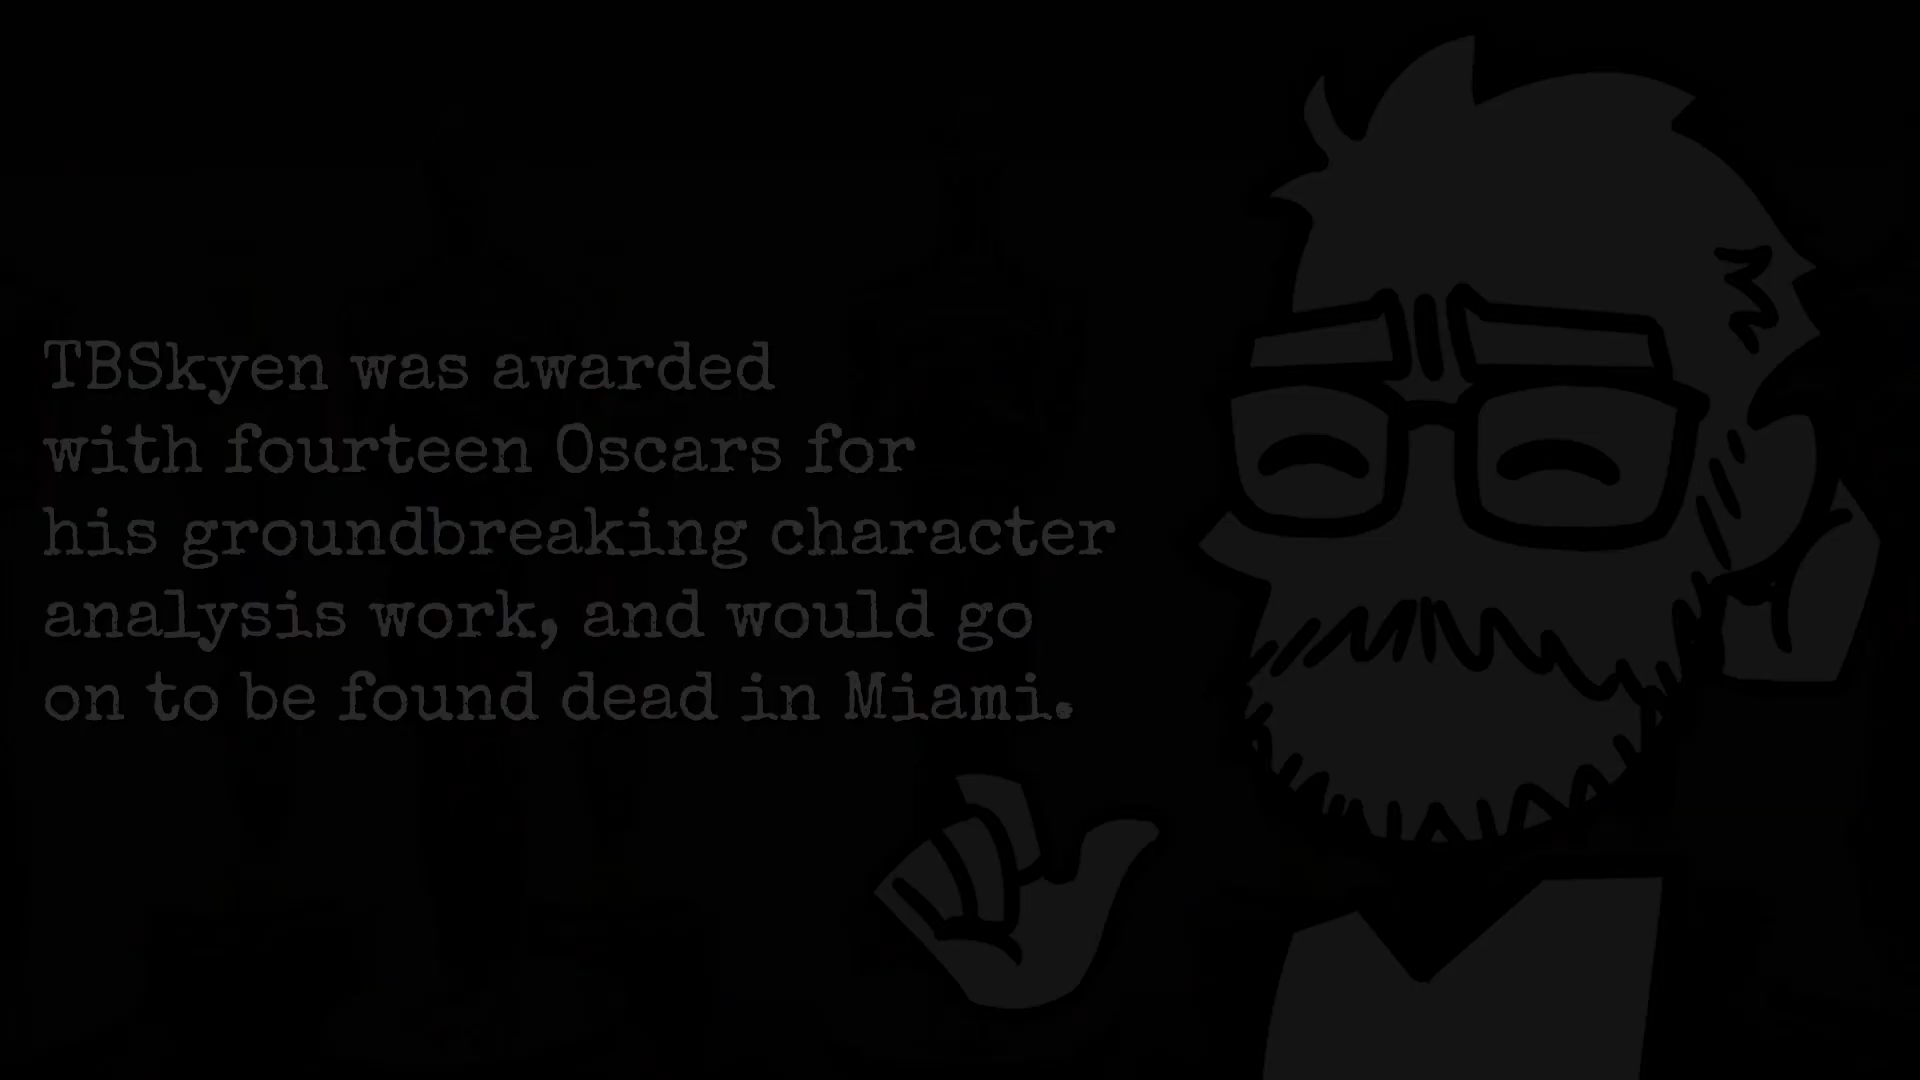 TBSkyen was awarded
with fourteen Oscars for
his groundbreaking character
analysis work, and would go
on to be found dead in Miami.